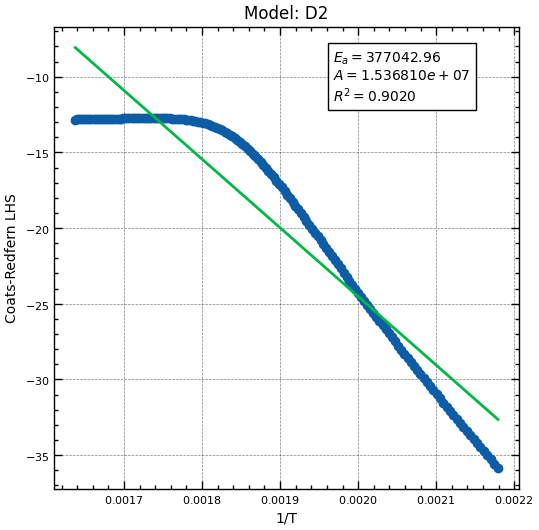 Model: D2
E_a = 377042.96
A = 1.536810e + 07
R² = 0.9020
Coats-Redfern LHS
−10
−15
−20
−25
−30
−35
0.0017 0.0018 0.0019 0.0020 0.0021 0.0022
1/T